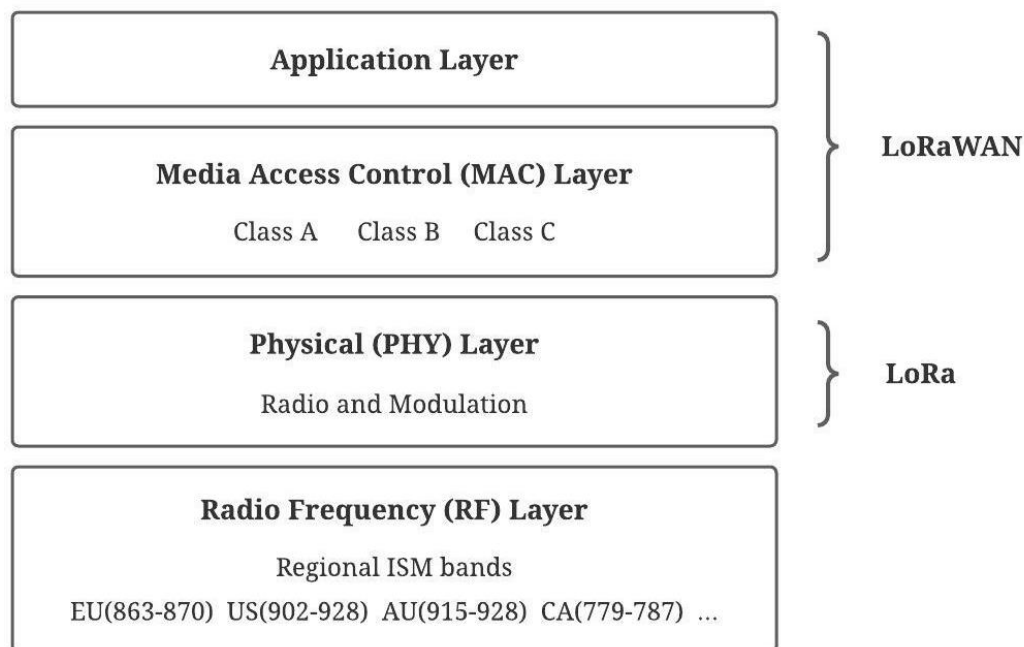 Application Layer
Media Access Control (MAC) Layer
Class A Class B Class C
LoRaWAN
Physical (PHY) Layer
Radio and Modulation
LoRa
Radio Frequency (RF) Layer
Regional ISM bands
EU(863-870) US(902-928) AU(915-928) CA(779-787) ...